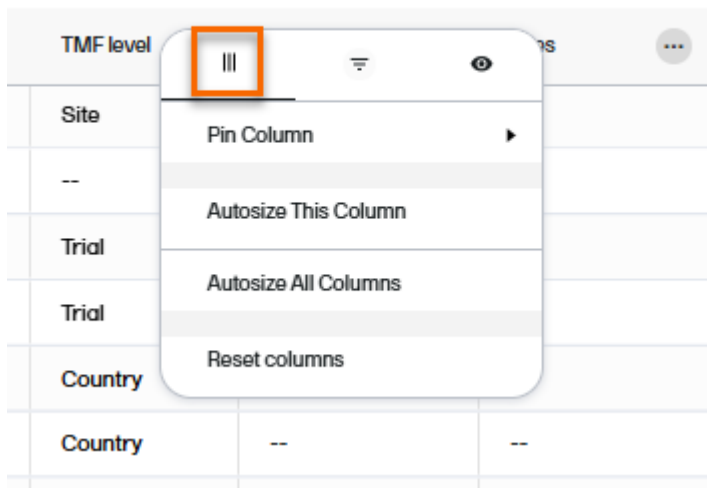 TMF level
Site
Pin Column
--
Autosize This Column
Trial
Autosize All Columns
Trial
Reset columns
Country
Country -- --